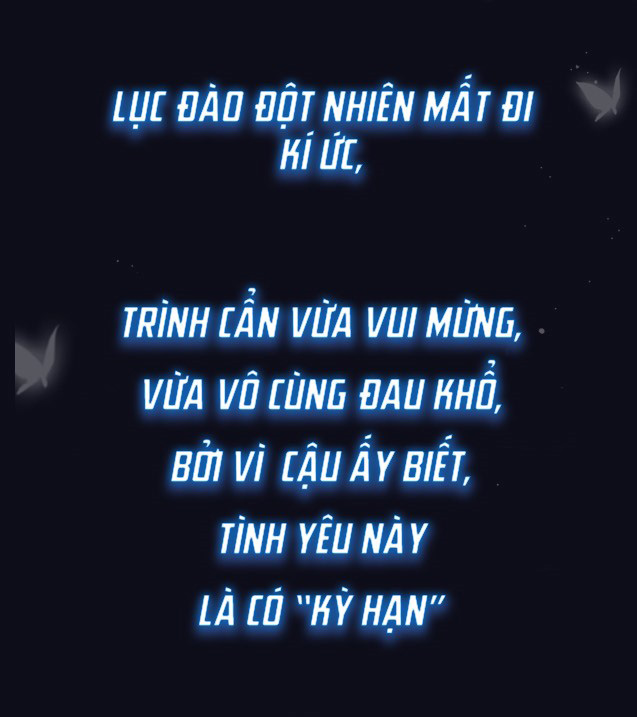 LỤC ĐÀO ĐỘT NHIÊN MẤT ĐI
KÍ ỨC,
TRÌNH CẨN VỪA VUI MỪNG,
VỪA VÔ CÙNG ĐAU KHỔ,
BỞI VÌ CẬU ẤY BIẾT,
TÌNH YÊU NÀY
LÀ CÓ "KỲ HẠN"